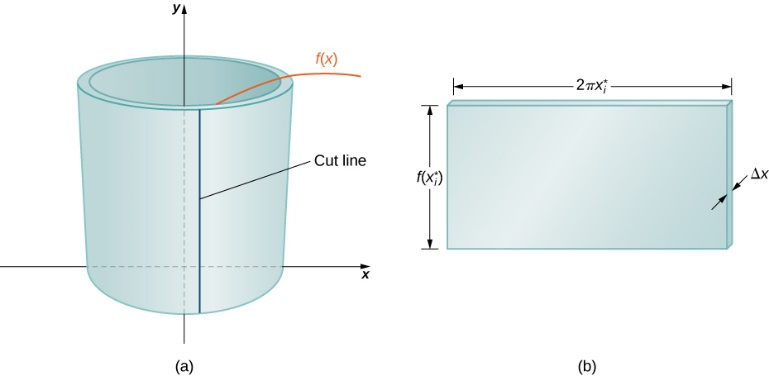 y
f(x)
Cut line
x
(a)
2πx*i
f(x*i)
Δx
(b)